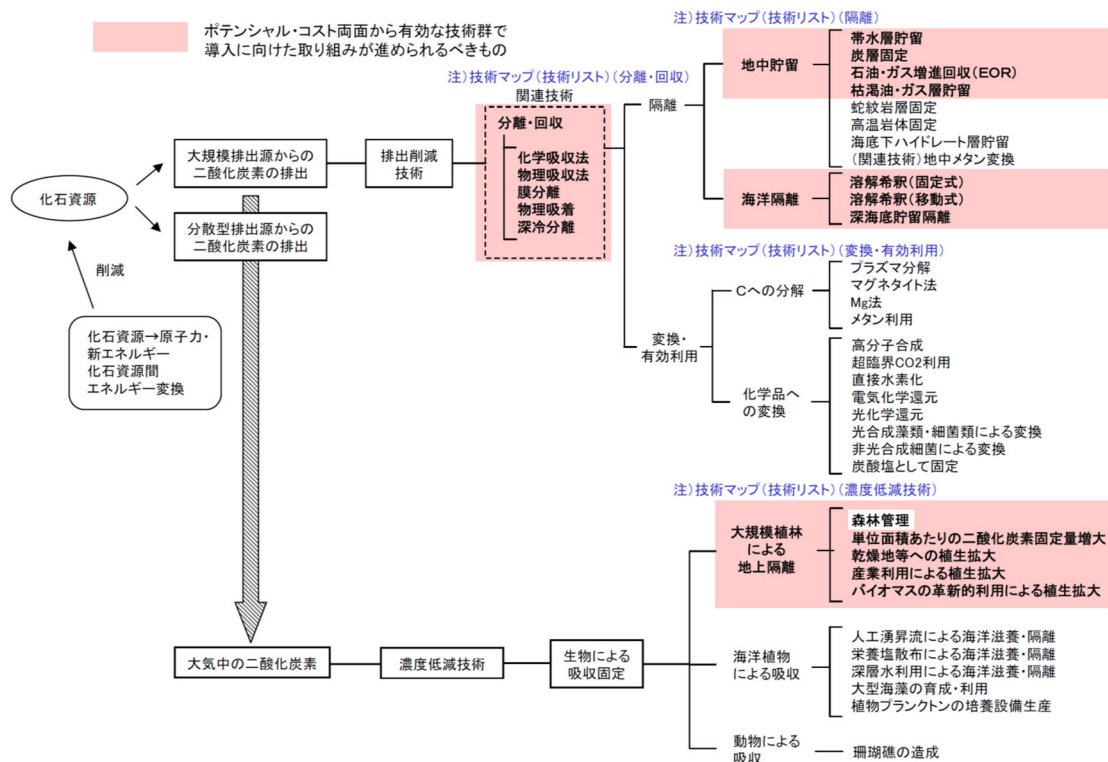 ポテンシャル・コスト両面から有効な技術群で
導入に向けた取り組みが進められるべきもの
注）技術マップ（技術リスト）（隔離）
地中貯留
帯水層貯留
炭層固定
石油・ガス増進回収（EOR）
枯渇油・ガス層貯留
蛇紋岩層固定
高温岩体固定
海底下ハイドレート層貯留
（関連技術）地中メタン変換
注）技術マップ（技術リスト）（分離・回収）
関連技術
分離・回収
化学吸収法
物理吸収法
膜分離
物理吸着
深冷分離
隔離
海洋隔離
溶解希釈（固定式）
溶解希釈（移動式）
深海底貯留隔離
化石資源
大規模排出源からの
二酸化炭素の排出
排出削減
技術
分散型排出源からの
二酸化炭素の排出
削減
化石資源→原子力・
新エネルギー
化石資源間
エネルギー変換
注）技術マップ（技術リスト）（変換・有効利用）
変換・
有効利用
Cへの分解
プラズマ分解
マグネタイト法
Mg法
メタン利用
化学品へ
の変換
高分子合成
超臨界CO2利用
直接水素化
電気化学還元
光化学還元
光合成藻類・細菌類による変換
非光合成細菌による変換
炭酸塩として固定
注）技術マップ（技術リスト）（濃度低減技術）
大規模植林
による
地上隔離
森林管理
単位面積あたりの二酸化炭素固定量増大
乾燥地等への植生拡大
産業利用による植生拡大
バイオマスの革新的利用による植生拡大
大気中の二酸化炭素
濃度低減技術
生物による
吸収固定
海洋植物
による吸収
人工湧昇流による海洋滋養・隔離
栄養塩散布による海洋滋養・隔離
深層水利用による海洋滋養・隔離
大型海藻の育成・利用
植物プランクトンの培養設備生産
動物による
吸収
珊瑚礁の造成